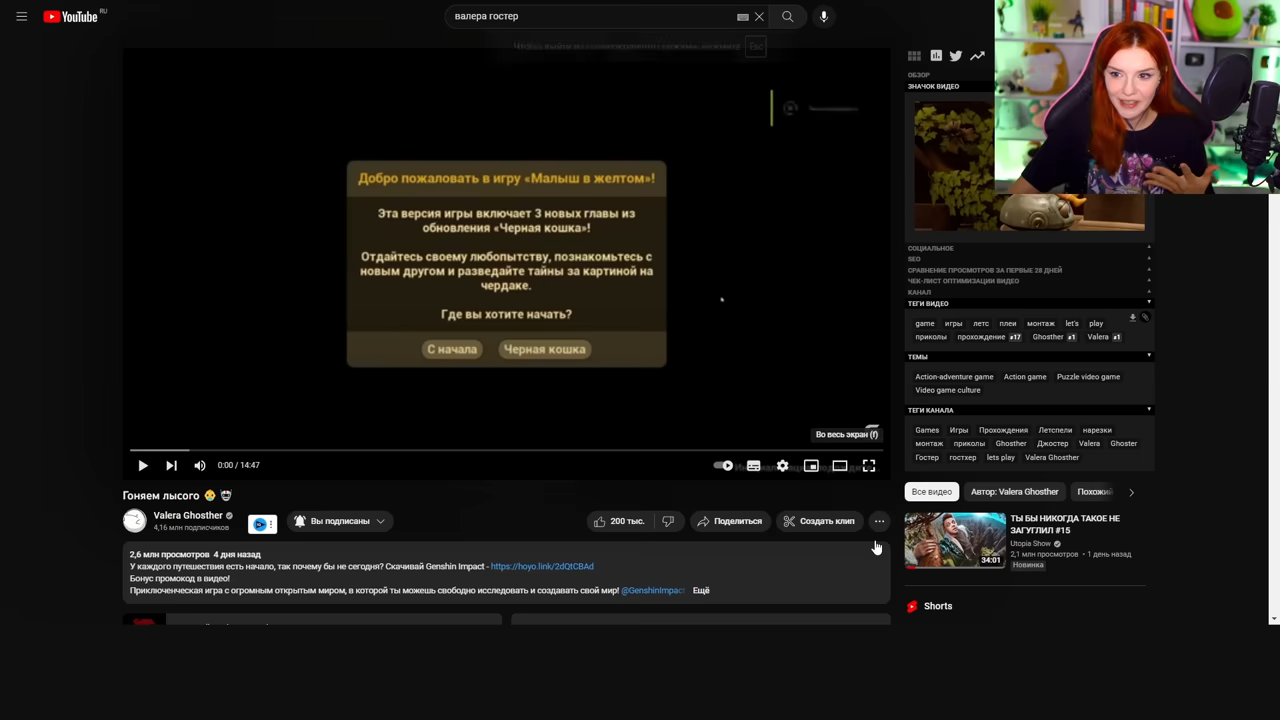 YouTube RU
валера гостер
Esc
ОБЗОР
ЗНАЧОК ВИДЕО
Добро пожаловать в игру «Малыш в желтом»!
Эта версия игры включает 3 новых главы из
обновления «Черная кошка»!
Отдайтесь своему любопытству, познакомьтесь с
новым другом и разведайте тайны за картиной на
чердаке.
Где вы хотите начать?
С начала
Черная кошка
Во весь экран (f)
0:00 / 14:47
СОЦИАЛЬНОЕ
SEO
СРАВНЕНИЕ ПРОСМОТРОВ ЗА ПЕРВЫЕ 28 ДНЕЙ
ЧЕК-ЛИСТ ОПТИМИЗАЦИИ ВИДЕО
КАНАЛ
ТЕГИ ВИДЕО
game игры летс плеи монтаж let's play
приколы прохождение #17 Ghosther #1 Valera #1
ТЕМЫ
Action-adventure game Action game Puzzle video game
Video game culture
ТЕГИ КАНАЛА
Games Игры Прохождения Летсплеи нарезки
монтаж приколы Ghosther Джостер Valera Ghoster
Гостер гостхер lets play Valera Ghosther
Гоняем лысого
Valera Ghosther
4,16 млн подписчиков
Вы подписаны
200 тыс.
Поделиться
Создать клип
2,6 млн просмотров 4 дня назад
У каждого путешествия есть начало, так почему бы не сегодня? Скачивай Genshin Impact - https://hoyo.link/2dQtCBAd
Бонус промокод в видео!
Приключенческая игра с огромным открытым миром, в которой ты можешь свободно исследовать и создавать свой мир! @GenshinImpac Ещё
Все видео
Автор: Valera Ghosther
Похожий
ТЫ БЫ НИКОГДА ТАКОЕ НЕ
ЗАГУГЛИЛ #15
Utopia Show
2,1 млн просмотров • 1 день назад
Новинка
34:01
Shorts